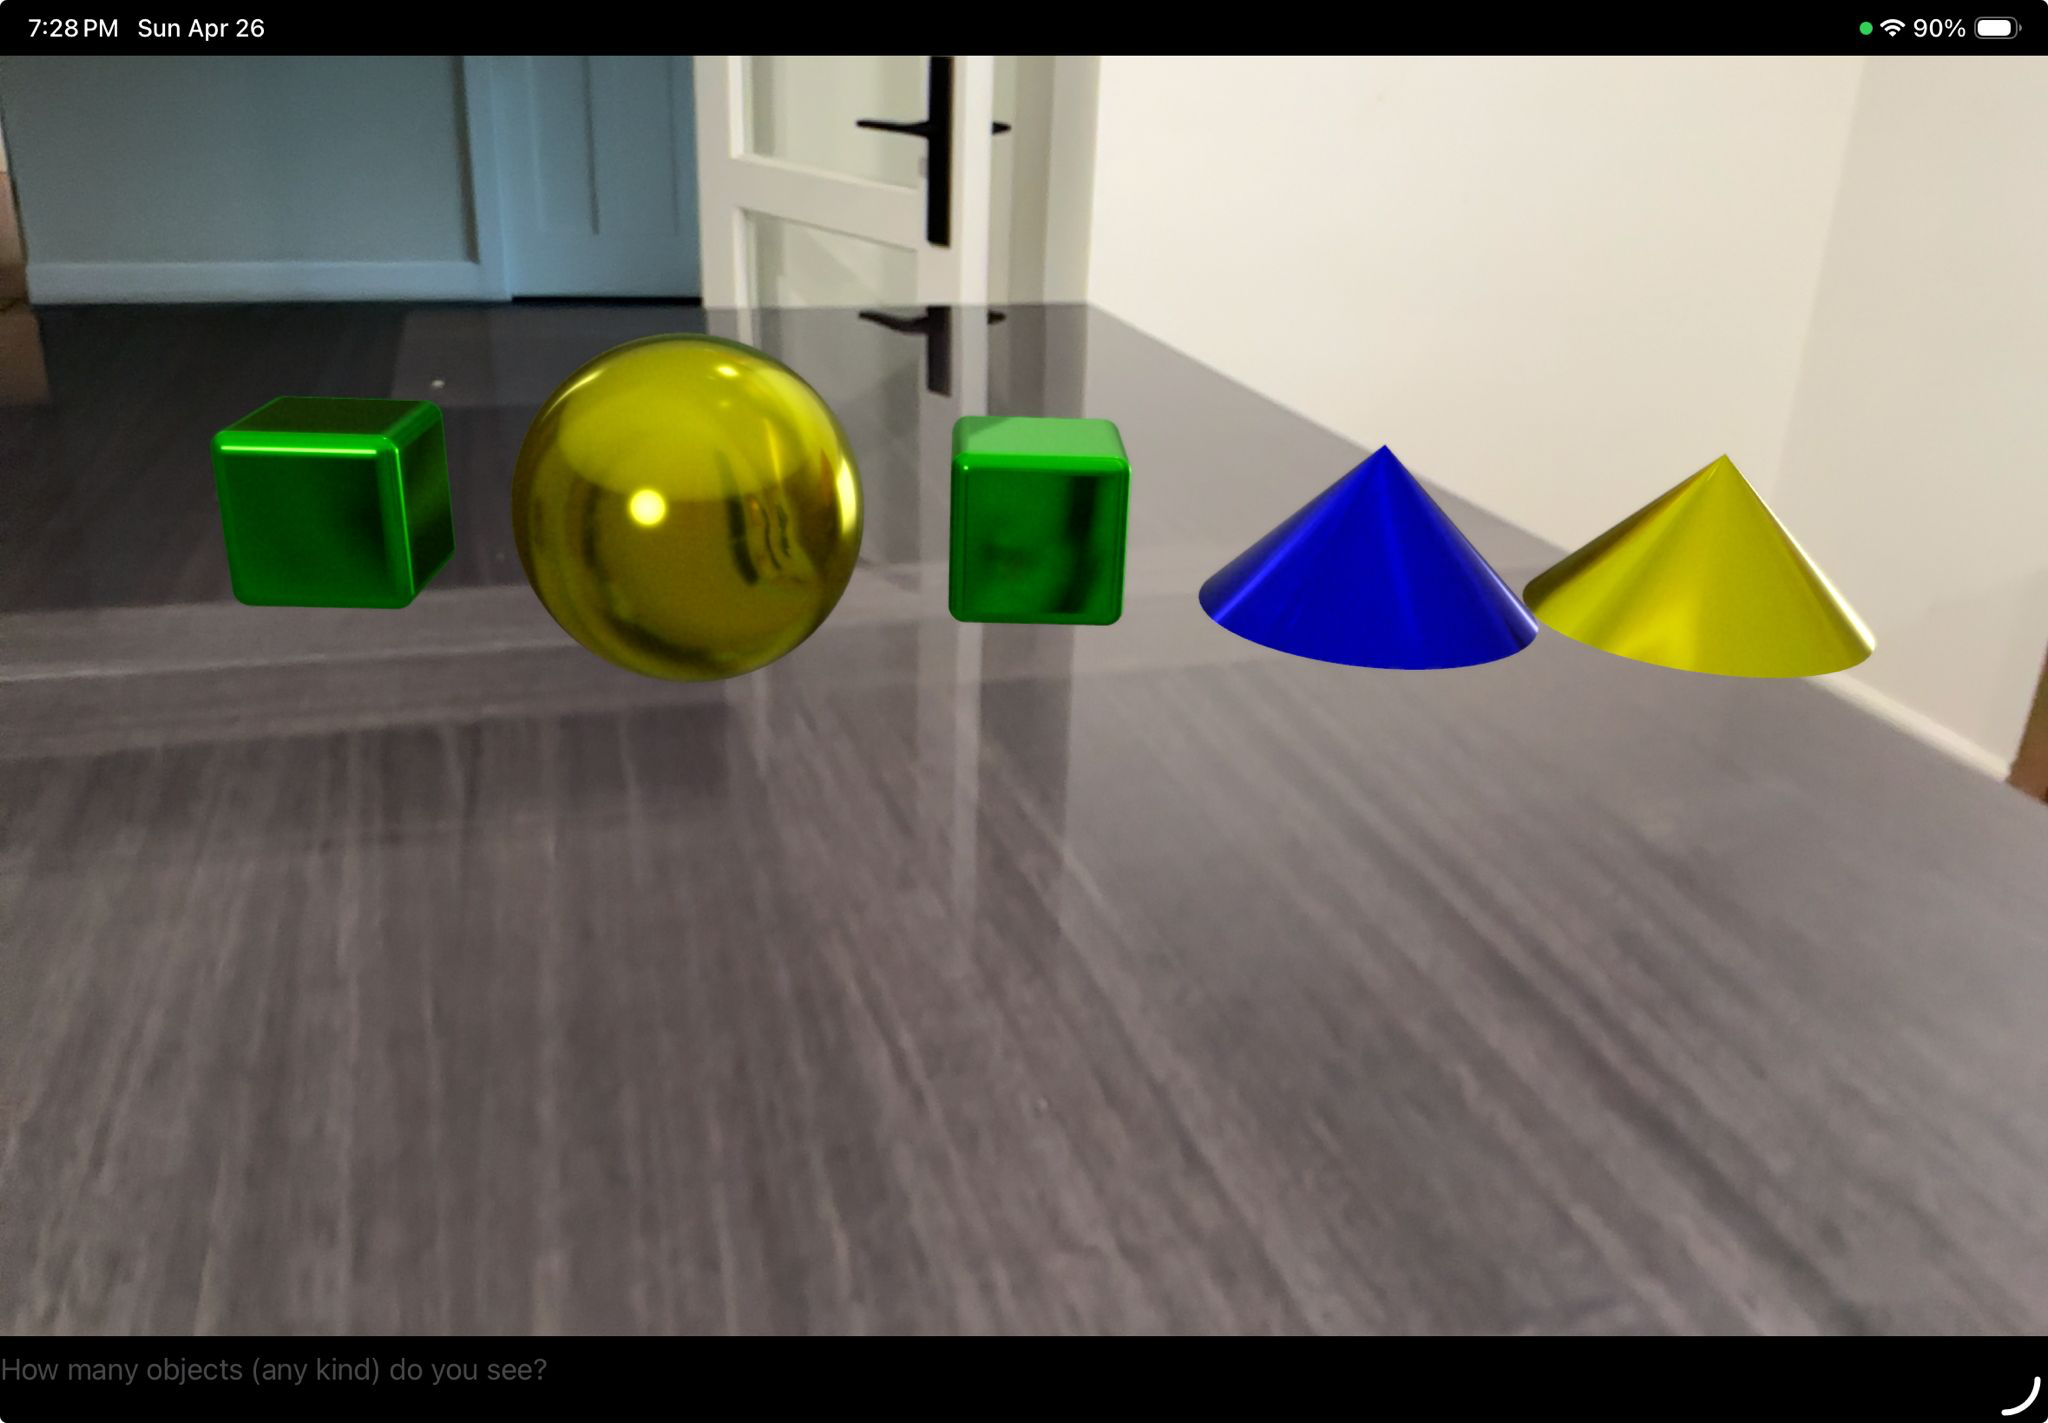 7:28 PM Sun Apr 26 90%
How many objects (any kind) do you see?